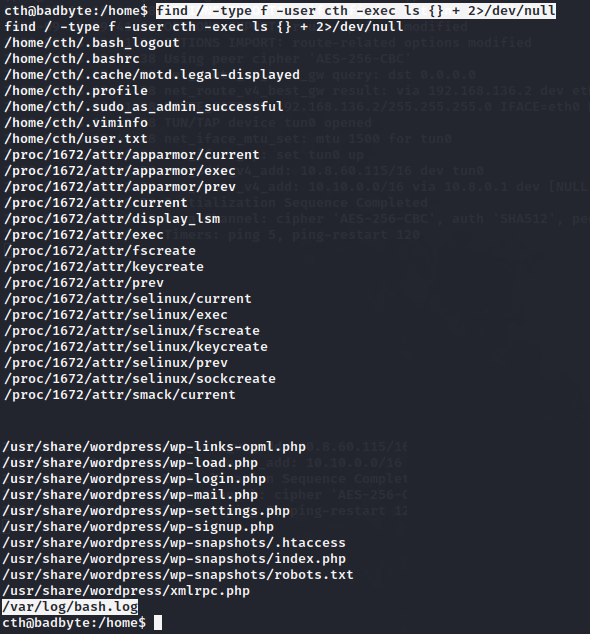 cth@badbyte:/home$ find / -type f -user cth -exec ls {} + 2>/dev/null
find / -type f -user cth -exec ls {} + 2>/dev/null
/home/cth/.bash_logout
/home/cth/.bashrc
/home/cth/.cache/motd.legal-displayed
/home/cth/.profile
/home/cth/.sudo_as_admin_successful
/home/cth/.viminfo
/home/cth/user.txt
/proc/1672/attr/apparmor/current
/proc/1672/attr/apparmor/exec
/proc/1672/attr/apparmor/prev
/proc/1672/attr/current
/proc/1672/attr/display_lsm
/proc/1672/attr/exec
/proc/1672/attr/fscreate
/proc/1672/attr/keycreate
/proc/1672/attr/prev
/proc/1672/attr/selinux/current
/proc/1672/attr/selinux/exec
/proc/1672/attr/selinux/fscreate
/proc/1672/attr/selinux/keycreate
/proc/1672/attr/selinux/prev
/proc/1672/attr/selinux/sockcreate
/proc/1672/attr/smack/current
/usr/share/wordpress/wp-links-opml.php
/usr/share/wordpress/wp-load.php
/usr/share/wordpress/wp-login.php
/usr/share/wordpress/wp-mail.php
/usr/share/wordpress/wp-settings.php
/usr/share/wordpress/wp-signup.php
/usr/share/wordpress/wp-snapshots/.htaccess
/usr/share/wordpress/wp-snapshots/index.php
/usr/share/wordpress/wp-snapshots/robots.txt
/usr/share/wordpress/xmlrpc.php
/var/log/bash.log
cth@badbyte:/home$